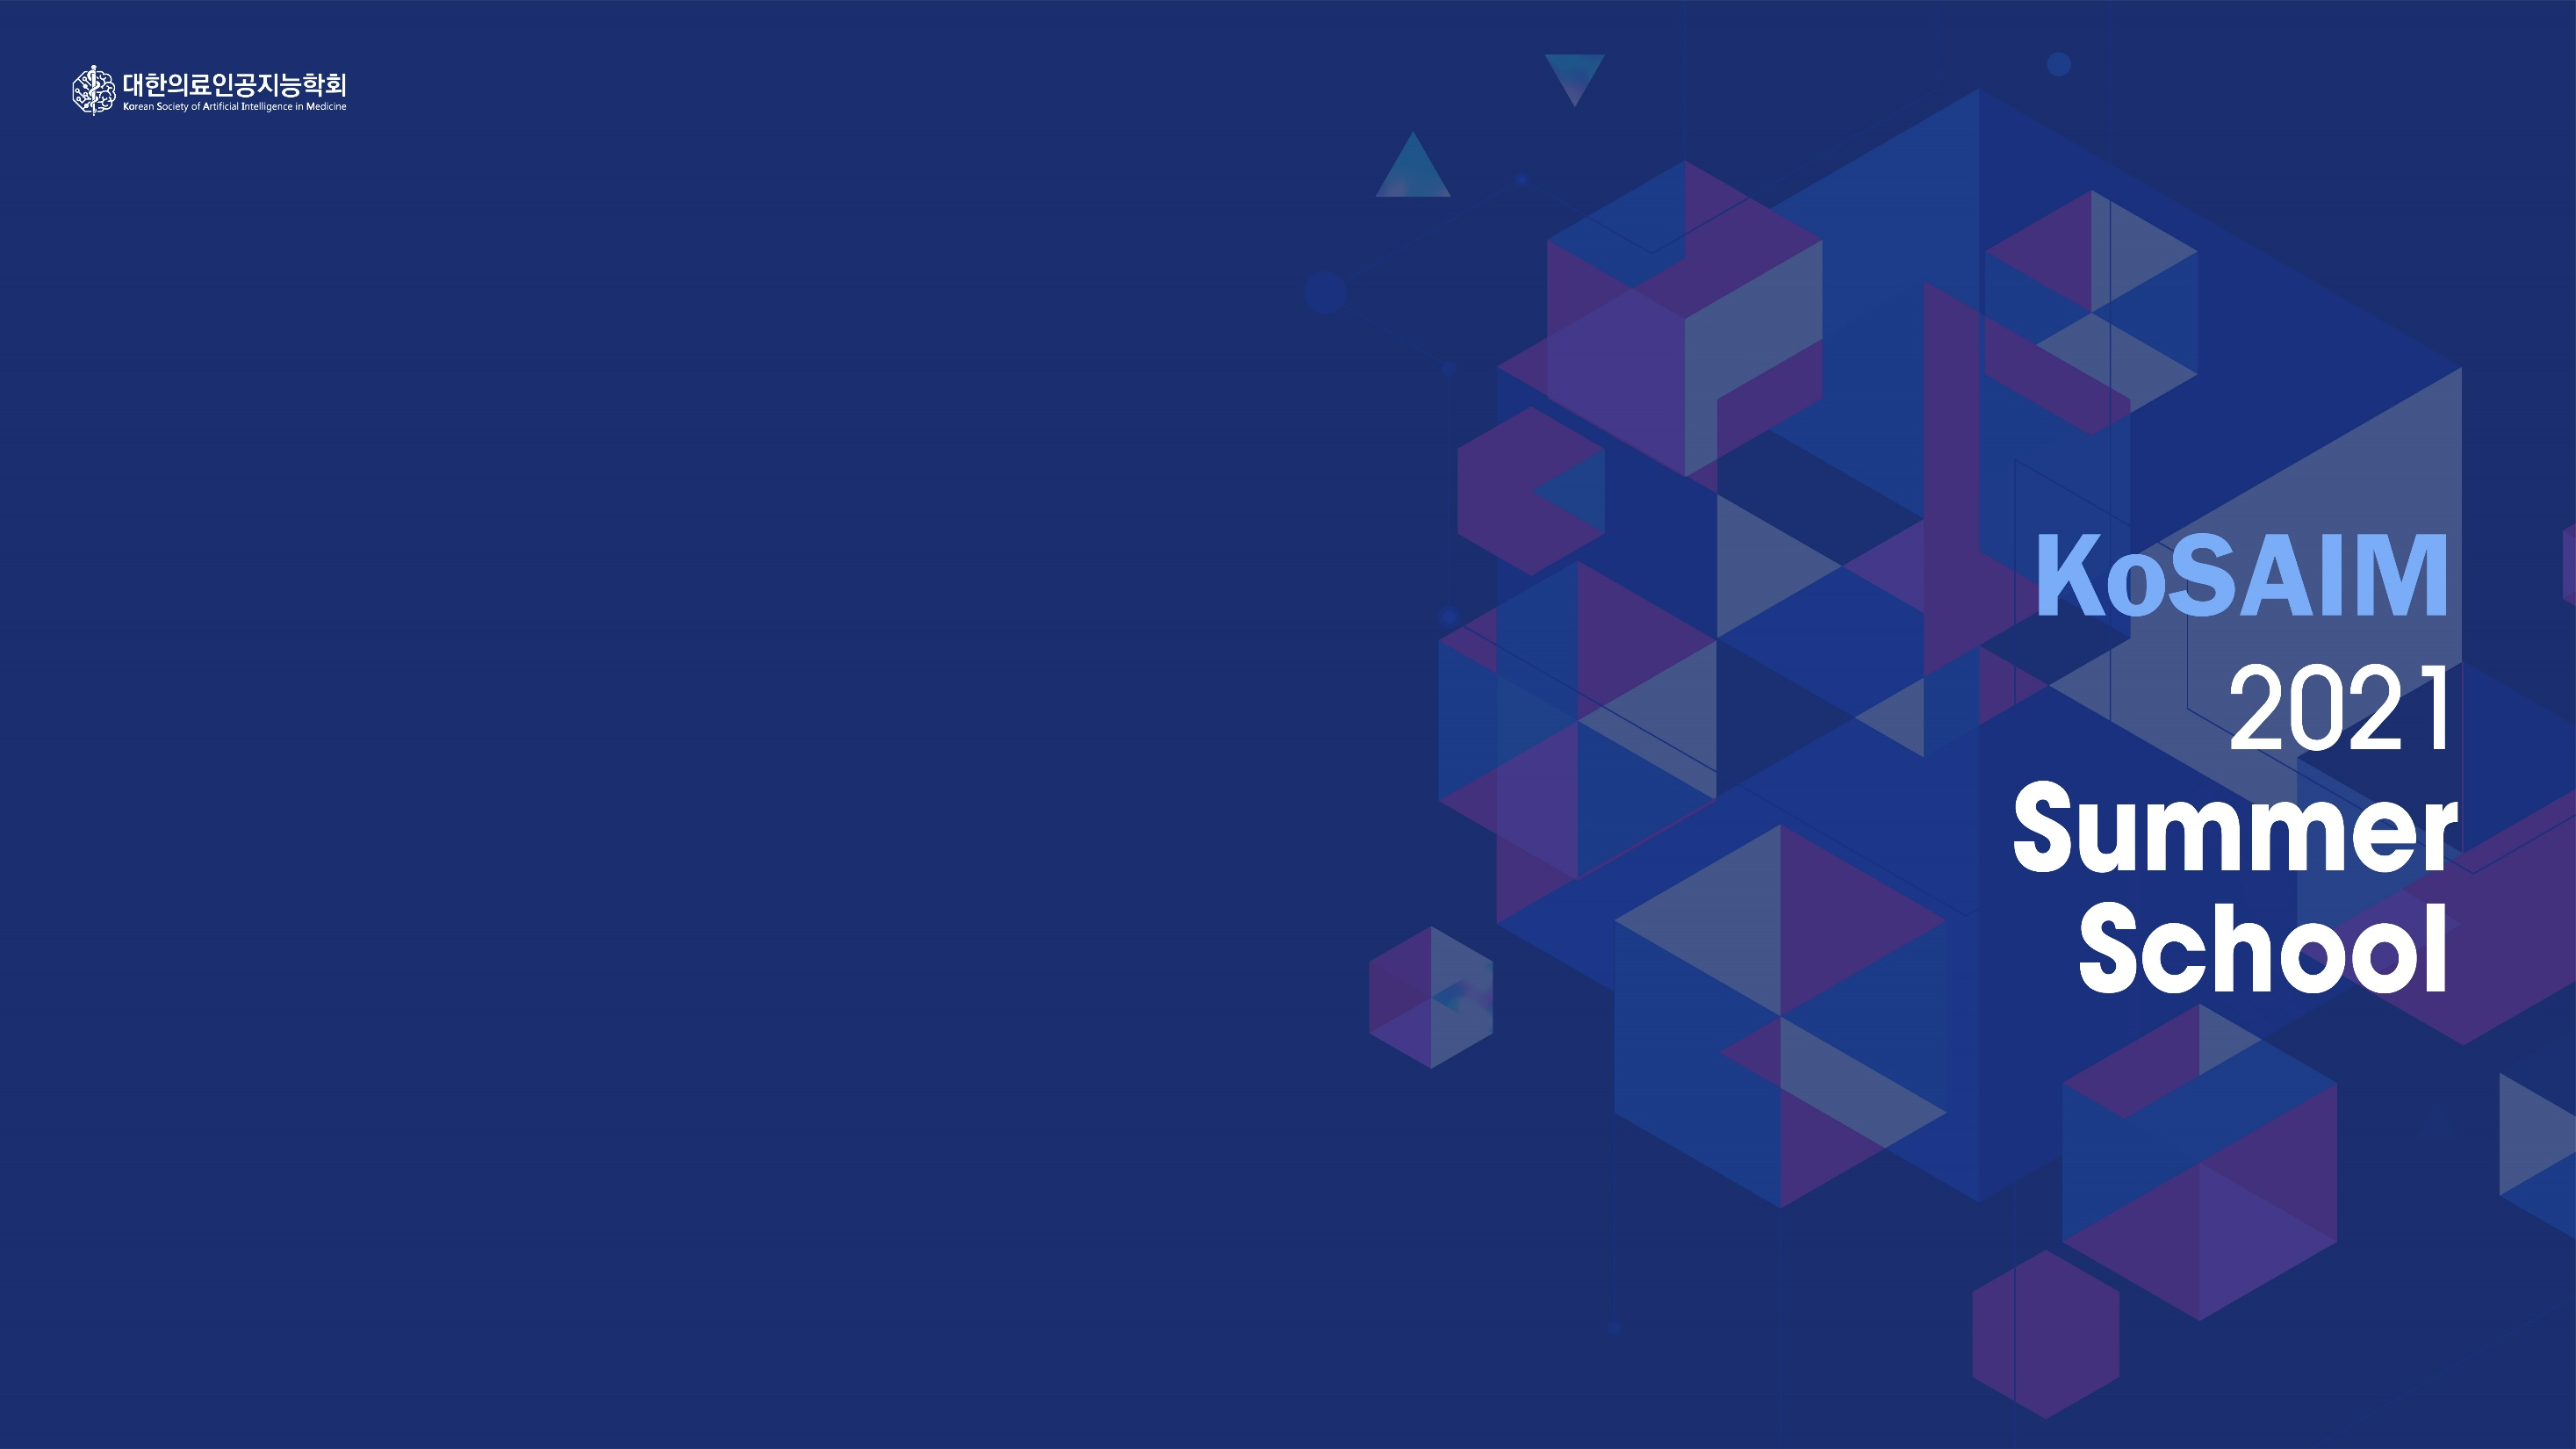 대한의료인공지능학회
Korean Society of Artificial Intelligence in Medicine
KoSAIM
2021
Summer
School